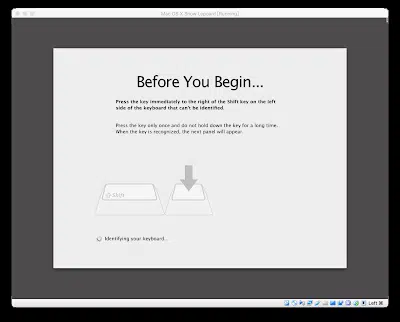 Mac OS X Snow Leopard [Running]
Before You Begin...
Press the key immediately to the right of the Shift key on the left
side of the keyboard that can't be identified.
Press the key only once and do not hold down the key for a long time.
When the key is recognized, the next panel will appear.
Shift
Identifying your keyboard...
Left ⌘